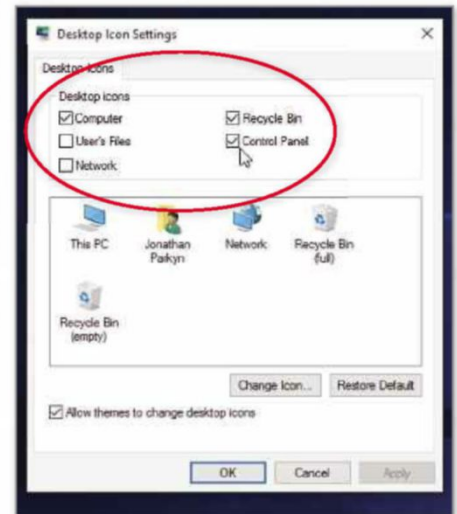 Desktop Icon Settings
Desktop Icons
Desktop icons
Computer
Recycle Bin
User's Files
Control Panel
Network
This PC
Jonathan
Parkyn
Network
Recycle Bin
(full)
Recycle Bin
(empty)
Change Icon...
Restore Default
Allow themes to change desktop icons
OK
Cancel
Apply